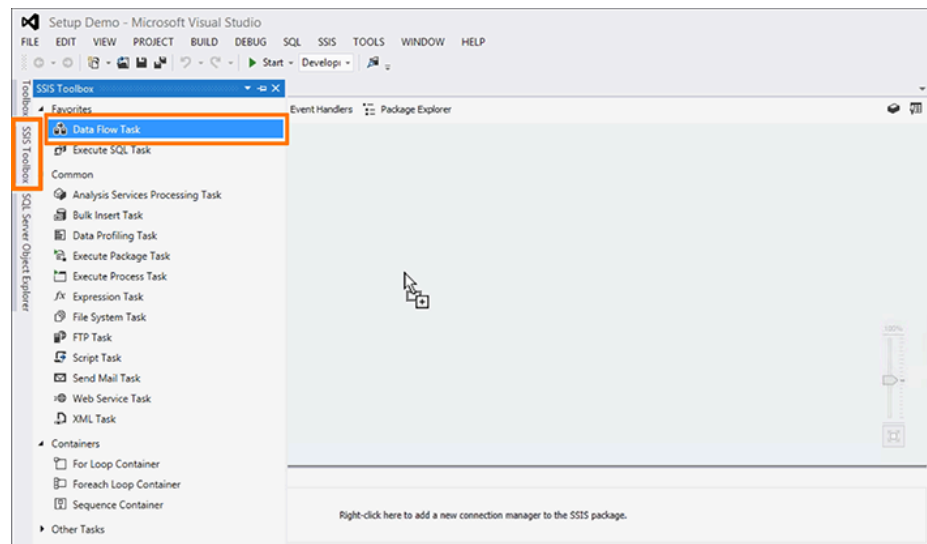 Setup Demo - Microsoft Visual Studio
FILE EDIT VIEW PROJECT BUILD DEBUG SQL SSIS TOOLS WINDOW HELP
Start Develop
Toolbox
SSIS Toolbox
SQL Server Object Explorer
SSIS Toolbox
Favorites
Data Flow Task
Execute SQL Task
Common
Analysis Services Processing Task
Bulk Insert Task
Data Profiling Task
Execute Package Task
Execute Process Task
Expression Task
File System Task
FTP Task
Script Task
Send Mail Task
Web Service Task
XML Task
Containers
For Loop Container
Foreach Loop Container
Sequence Container
Other Tasks
Event Handlers Package Explorer
100%
Right-click here to add a new connection manager to the SSIS package.